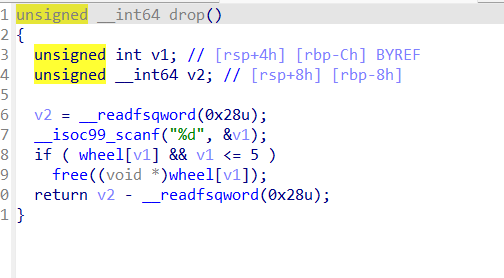 1 unsigned __int64 drop()
2 {
3 unsigned int v1; // [rsp+4h] [rbp-Ch] BYREF
4 unsigned __int64 v2; // [rsp+8h] [rbp-8h]
5
6 v2 = __readfsqword(0x28u);
7 __isoc99_scanf("%d", &v1);
8 if ( wheel[v1] && v1 <= 5 )
9 free((void *)wheel[v1]);
0 return v2 - __readfsqword(0x28u);
1 }